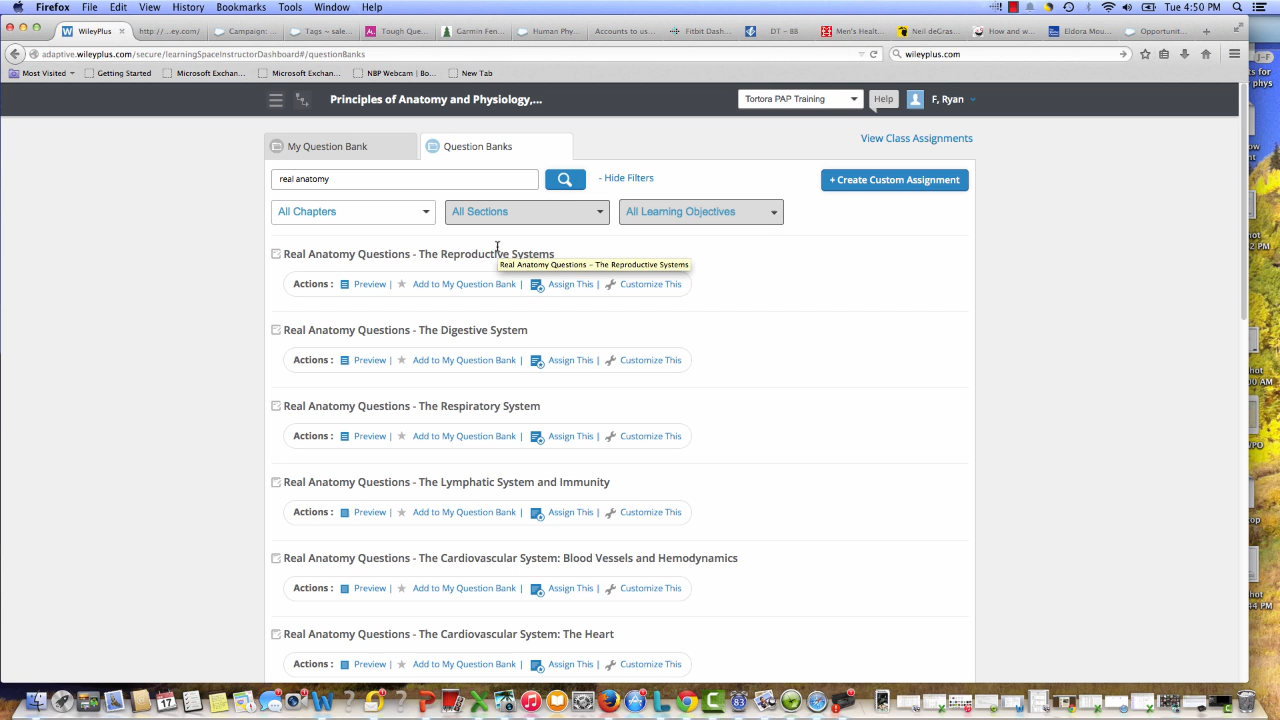 Firefox File Edit View History Bookmarks Tools Window Help Tue 4:50 PM
WileyPlus http://...ey.com/ Campaign: ... Tags ~ sale... Tough Que... Garmin Fen... Human Phy... Accounts to us... Fitbit Dash... DT – BB Men's Healt... Neil deGras... How and w... Eldora Mou... Opportunit...
adaptive.wileyplus.com/secure/learningSpaceInstructorDashboard#/questionBanks wileyplus.com
Most Visited Getting Started Microsoft Exchan... Microsoft Exchan... NBP Webcam | Bo... New Tab
Principles of Anatomy and Physiology,... Tortora PAP Training Help F, Ryan
My Question Bank Question Banks View Class Assignments
real anatomy - Hide Filters + Create Custom Assignment
All Chapters All Sections All Learning Objectives
Real Anatomy Questions - The Reproductive Systems
Real Anatomy Questions – The Reproductive Systems
Actions : Preview | Add to My Question Bank | Assign This | Customize This
Real Anatomy Questions - The Digestive System
Actions : Preview | Add to My Question Bank | Assign This | Customize This
Real Anatomy Questions - The Respiratory System
Actions : Preview | Add to My Question Bank | Assign This | Customize This
Real Anatomy Questions - The Lymphatic System and Immunity
Actions : Preview | Add to My Question Bank | Assign This | Customize This
Real Anatomy Questions - The Cardiovascular System: Blood Vessels and Hemodynamics
Actions : Preview | Add to My Question Bank | Assign This | Customize This
Real Anatomy Questions - The Cardiovascular System: The Heart
Actions : Preview | Add to My Question Bank | Assign This | Customize This